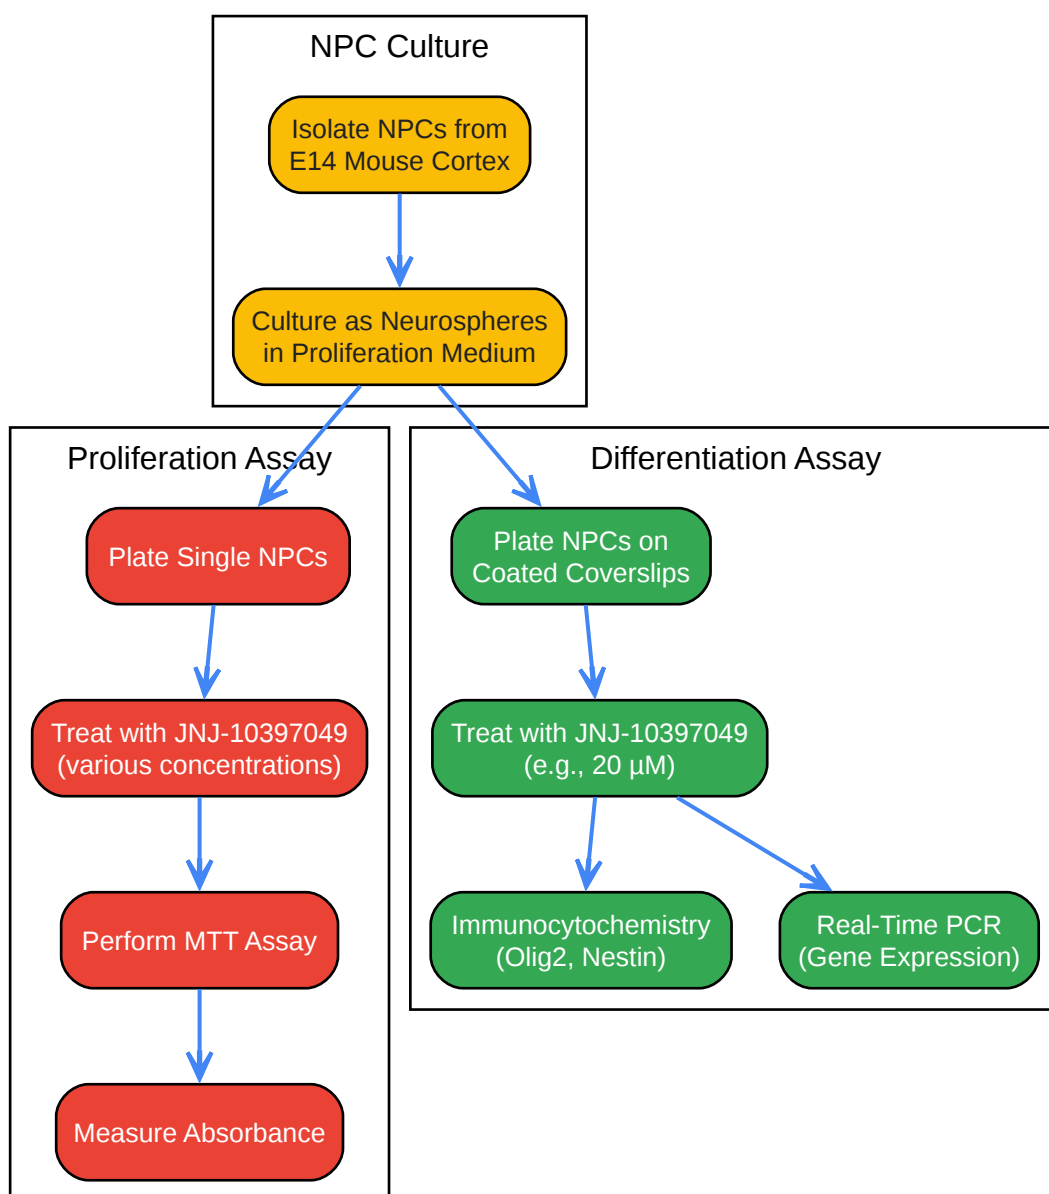 NPC Culture
Isolate NPCs from
E14 Mouse Cortex
Culture as Neurospheres
in Proliferation Medium
Proliferation Assay
Plate Single NPCs
Treat with JNJ-10397049
(various concentrations)
Perform MTT Assay
Measure Absorbance
Differentiation Assay
Plate NPCs on
Coated Coverslips
Treat with JNJ-10397049
(e.g., 20 µM)
Immunocytochemistry
(Olig2, Nestin)
Real-Time PCR
(Gene Expression)